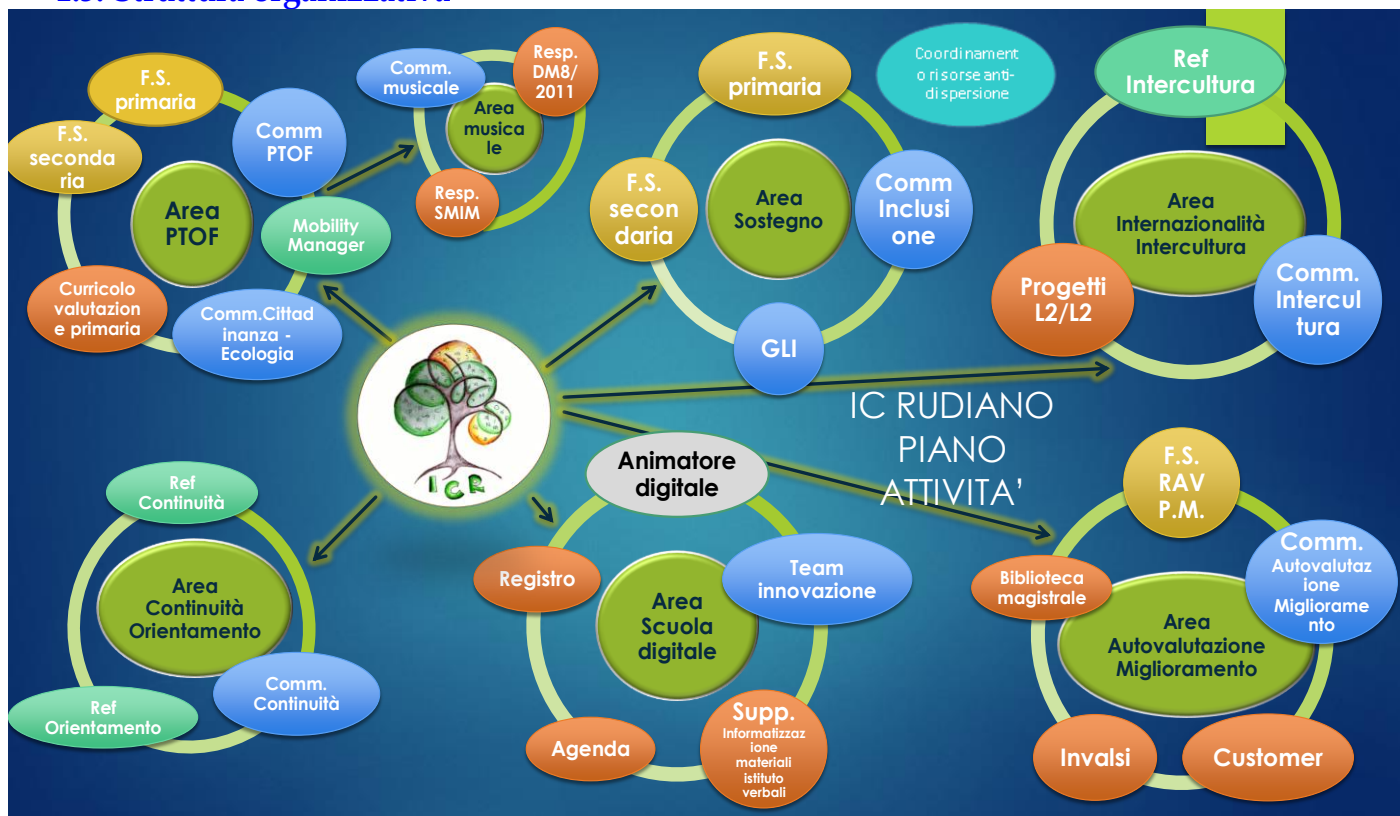 F.S.
primaria
F.S.
seconda
ria
Comm
PTOF
Area
PTOF
Mobility
Manager
Curricolo
valutazion
e primaria
Comm.Cittad
inanza -
Ecologia
Comm.
musicale
Resp.
DM8/
2011
Area
musica
le
Resp.
SMIM
F.S.
primaria
F.S.
secon
daria
Area
Sostegno
Comm
Inclusi
one
GLI
Coordinament
o risorse anti-
dispersione
Ref
Intercultura
Area
Internazionalità
Intercultura
Progetti
L2/L2
Comm.
Intercul
tura
ICR
IC RUDIANO
PIANO
ATTIVITA’
Ref
Continuità
Area
Continuità
Orientamento
Ref
Orientamento
Comm.
Continuità
Animatore
digitale
Registro
Team
innovazione
Area
Scuola
digitale
Agenda
Supp.
Informatizzaz
ione
materiali
istituto
verbali
F.S.
RAV
P.M.
Biblioteca
magistrale
Comm.
Autovalutaz
ione
Migliorame
nto
Area
Autovalutazione
Miglioramento
Invalsi
Customer